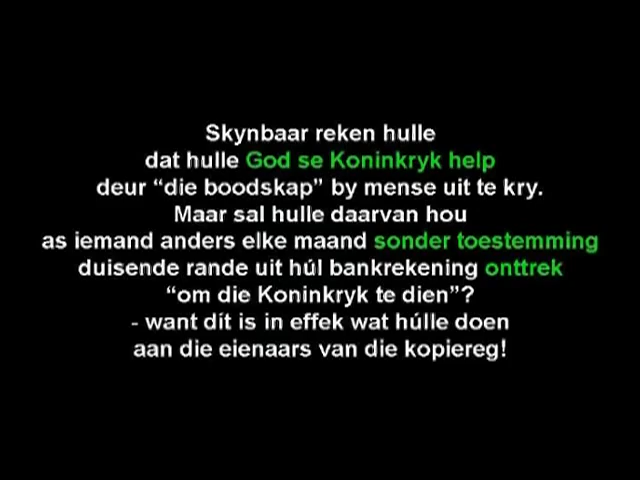 Skynbaar reken hulle
dat hulle God se Koninkryk help
deur “die boodskap” by mense uit te kry.
Maar sal hulle daarvan hou
as iemand anders elke maand sonder toestemming
duisende rande uit húl bankrekening onttrek
“om die Koninkryk te dien”?
- want dít is in effek wat húlle doen
aan die eienaars van die kopiereg!